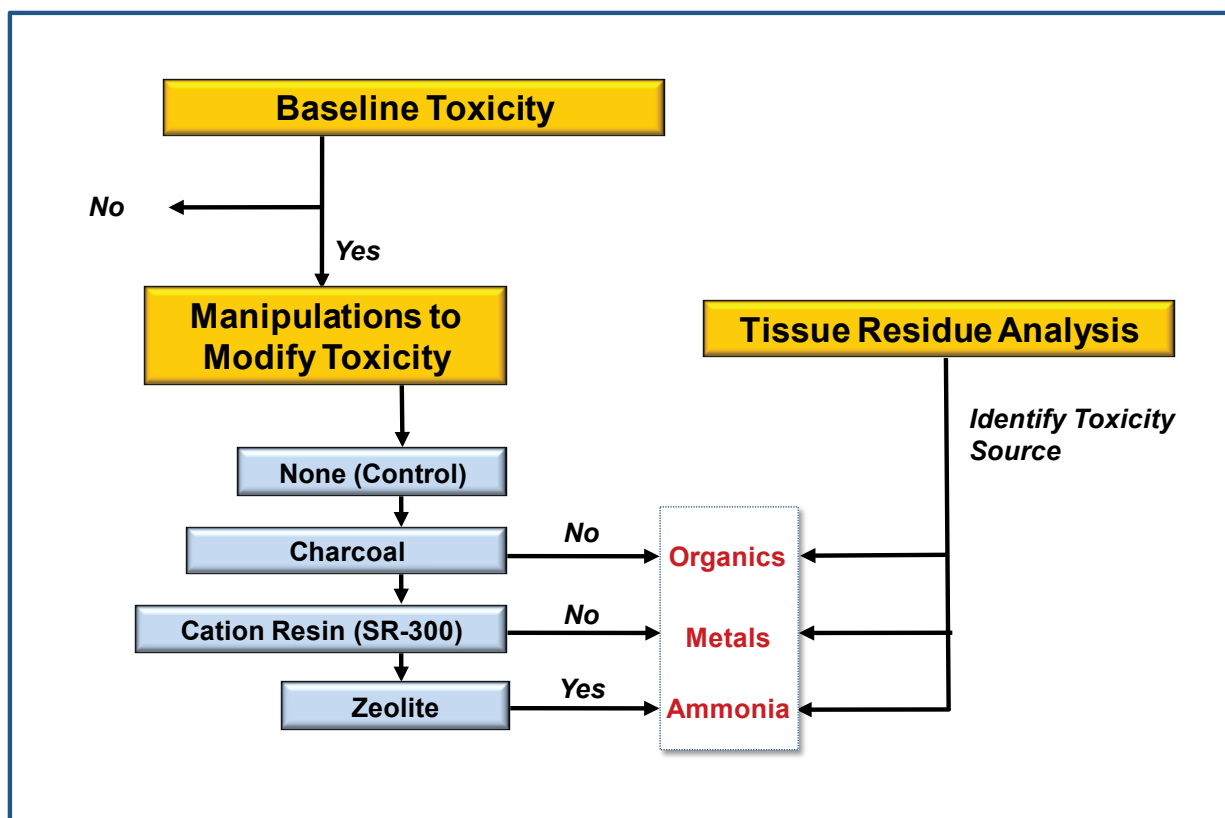 Baseline Toxicity
No
Yes
Manipulations to
Modify Toxicity
Tissue Residue Analysis
Identify Toxicity
Source
None (Control)
Charcoal
No
Organics
Cation Resin (SR-300)
No
Metals
Zeolite
Yes
Ammonia